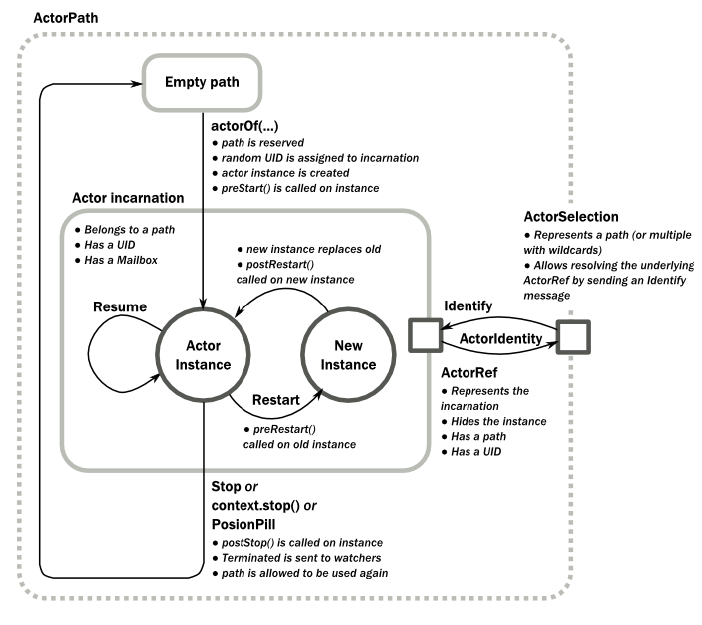 ActorPath
Empty path
actorOf(...)
● path is reserved
● random UID is assigned to incarnation
● actor instance is created
● preStart() is called on instance
Actor incarnation
● Belongs to a path
● Has a UID
● Has a Mailbox
● new instance replaces old
● postRestart()
called on new instance
Resume
Actor
Instance
New
Instance
Restart
● preRestart()
called on old instance
ActorSelection
● Represents a path (or multiple
with wildcards)
● Allows resolving the underlying
ActorRef by sending an Identify
message
Identify
ActorIdentity
ActorRef
● Represents the
incarnation
● Hides the instance
● Has a path
● Has a UID
Stop or
context.stop() or
PosionPill
● postStop() is called on instance
● Terminated is sent to watchers
● path is allowed to be used again